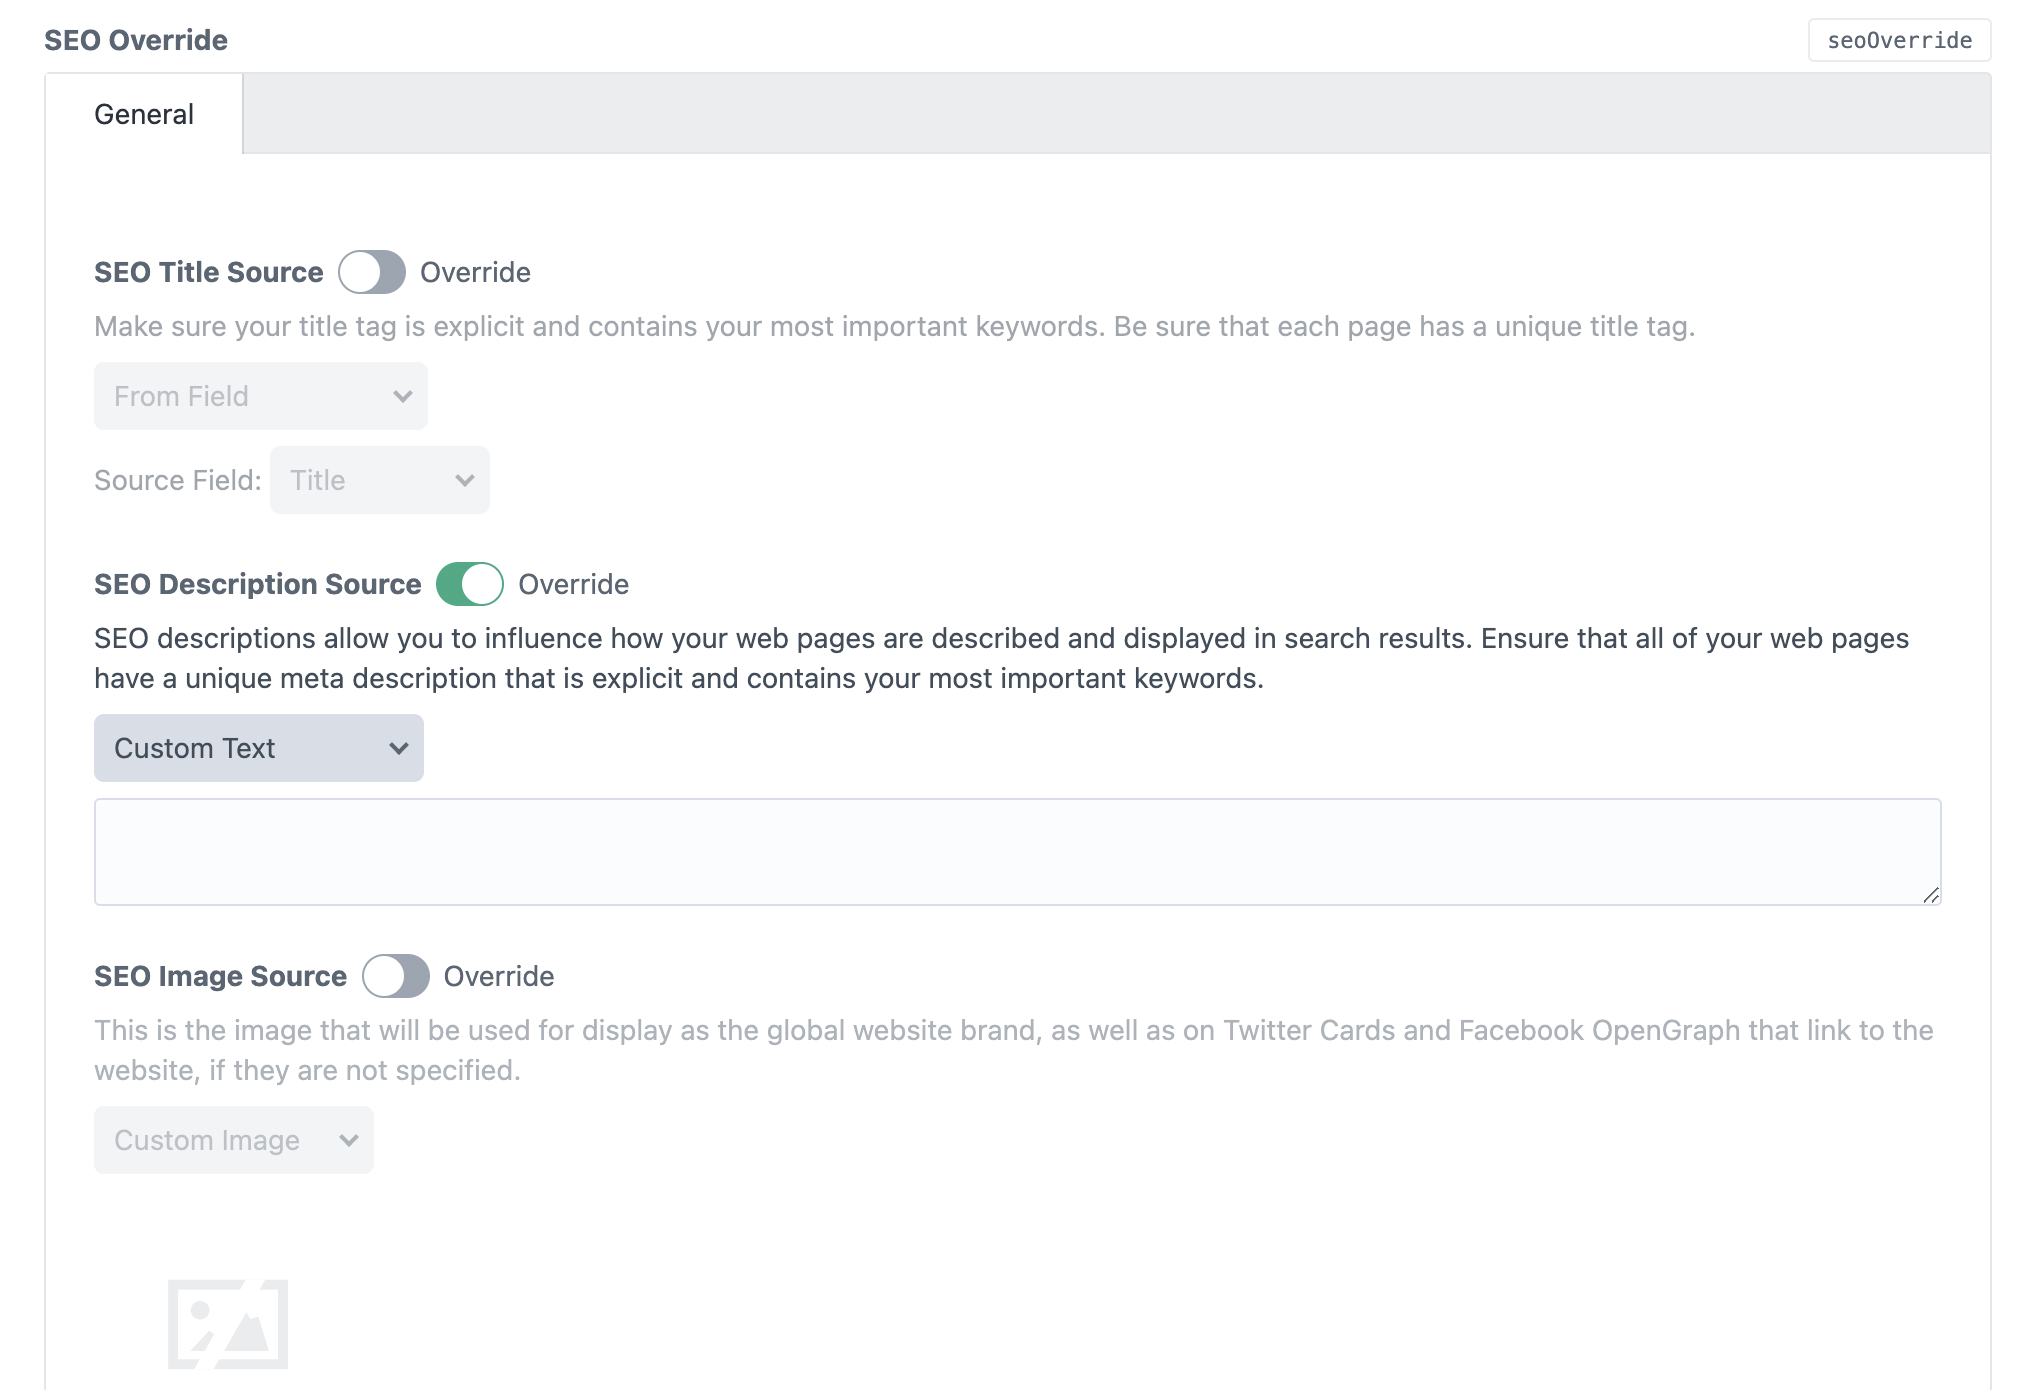 SEO Override
seoOverride
General
SEO Title Source Override
Make sure your title tag is explicit and contains your most important keywords. Be sure that each page has a unique title tag.
From Field
Source Field: Title
SEO Description Source Override
SEO descriptions allow you to influence how your web pages are described and displayed in search results. Ensure that all of your web pages
have a unique meta description that is explicit and contains your most important keywords.
Custom Text
SEO Image Source Override
This is the image that will be used for display as the global website brand, as well as on Twitter Cards and Facebook OpenGraph that link to the
website, if they are not specified.
Custom Image